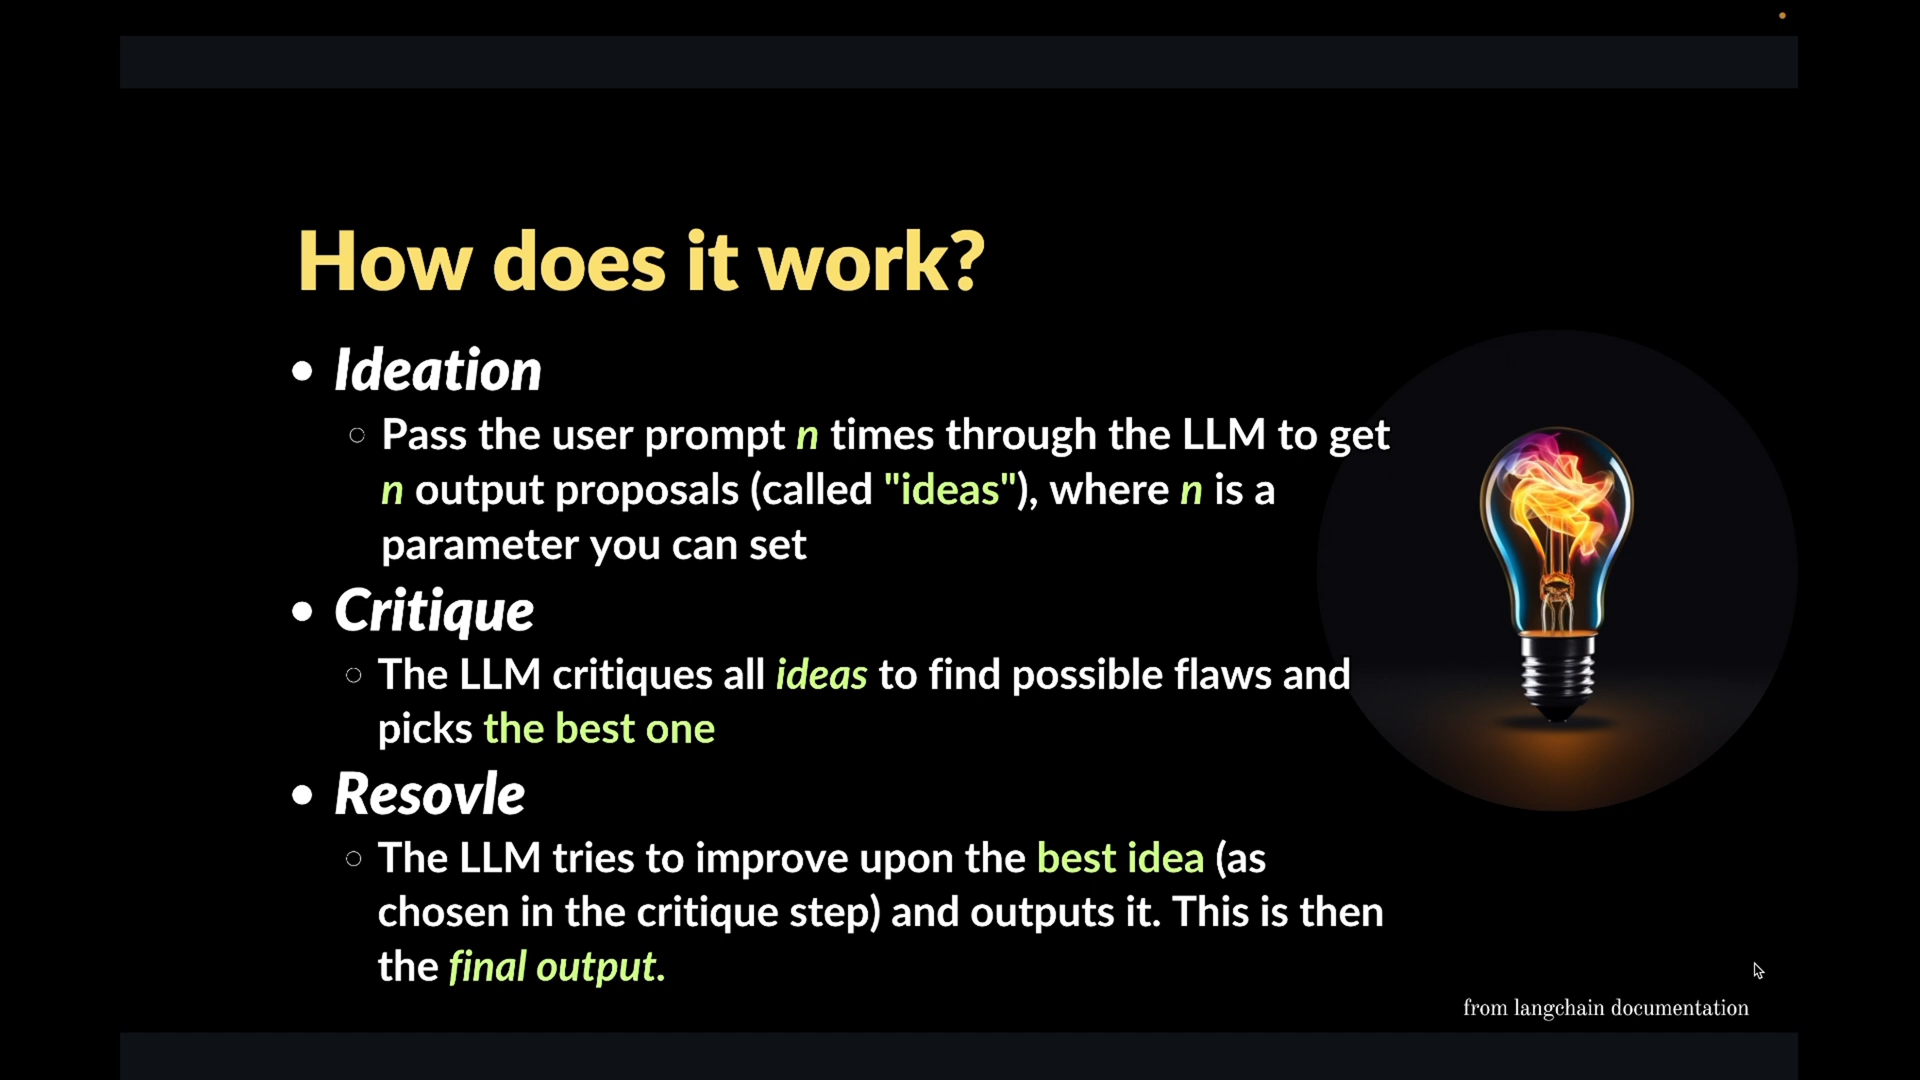 How does it work?
• Ideation
○ Pass the user prompt n times through the LLM to get
n output proposals (called "ideas"), where n is a
parameter you can set
• Critique
○ The LLM critiques all ideas to find possible flaws and
picks the best one
• Resovle
○ The LLM tries to improve upon the best idea (as
chosen in the critique step) and outputs it. This is then
the final output.
from langchain documentation